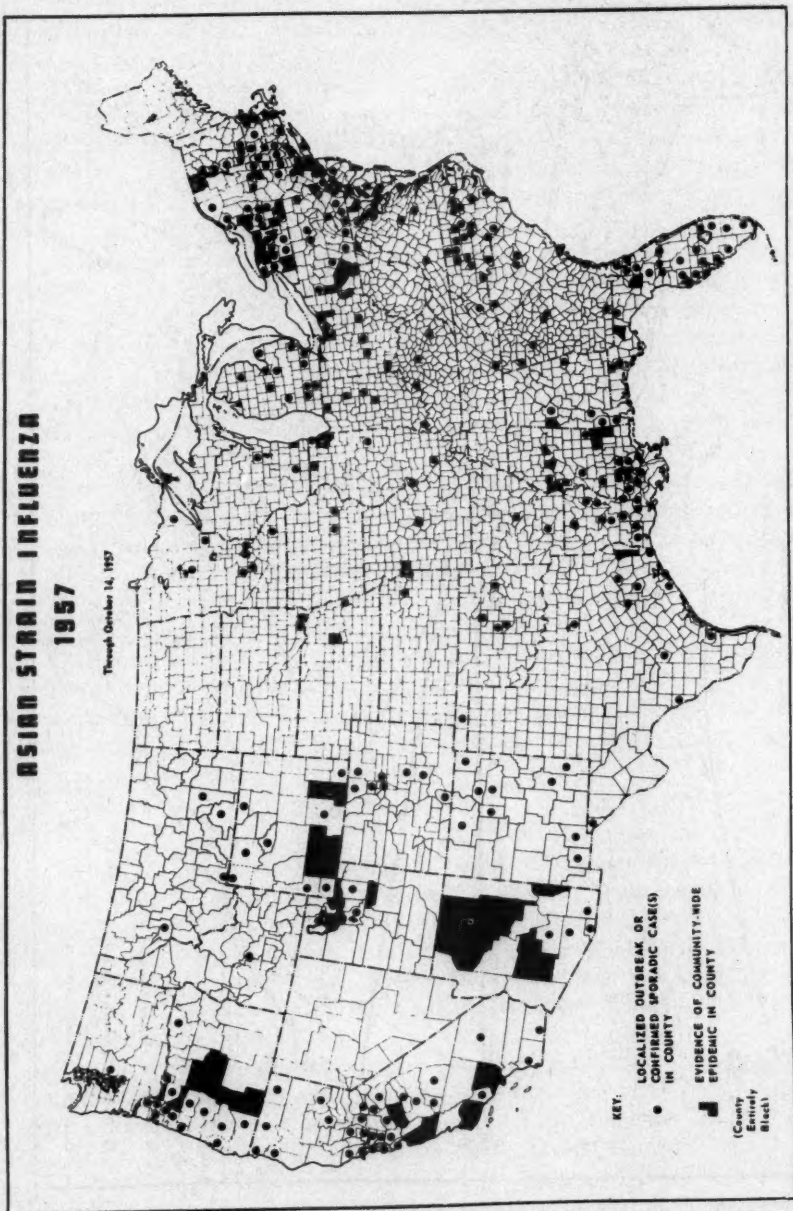 ASIAN STRAIN INFLUENZA
1957
Through October 14, 1957
KEY:
● LOCALIZED OUTBREAK OR
CONFIRMED SPORADIC CASE(S)
IN COUNTY
EVIDENCE OF COMMUNITY-WIDE
EPIDEMIC IN COUNTY
(County
Entirely
Black)